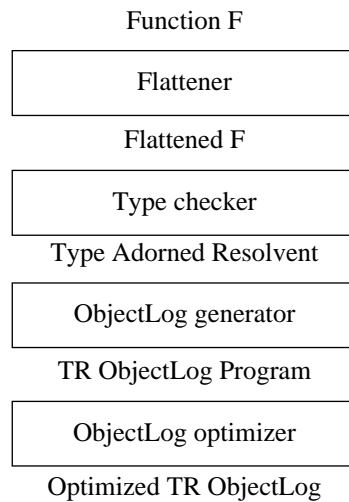 Function F
Flattener
Flattened F
Type checker
Type Adorned Resolvent
ObjectLog generator
TR ObjectLog Program
ObjectLog optimizer
Optimized TR ObjectLog